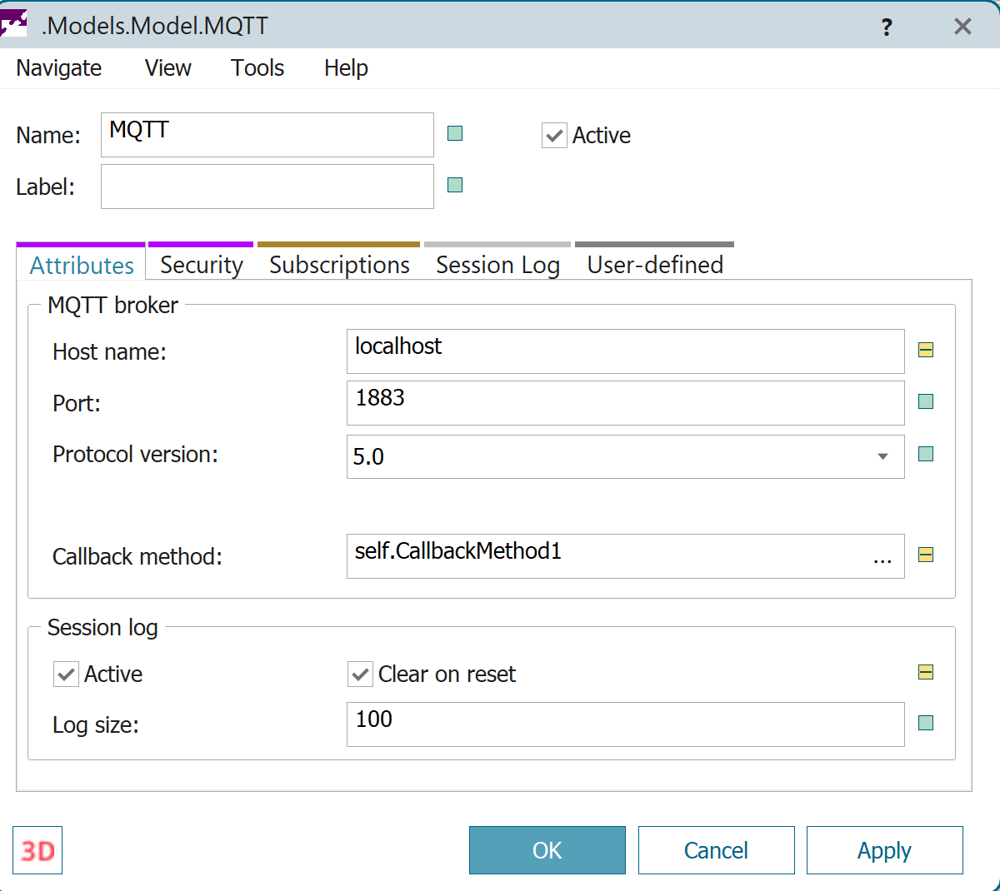 .Models.Model.MQTT ?
Navigate View Tools Help
Name: MQTT Active
Label:
Attributes Security Subscriptions Session Log User-defined
MQTT broker
Host name: localhost
Port: 1883
Protocol version: 5.0
Callback method: self.CallbackMethod1 ...
Session log
Active Clear on reset
Log size: 100
3D OK Cancel Apply